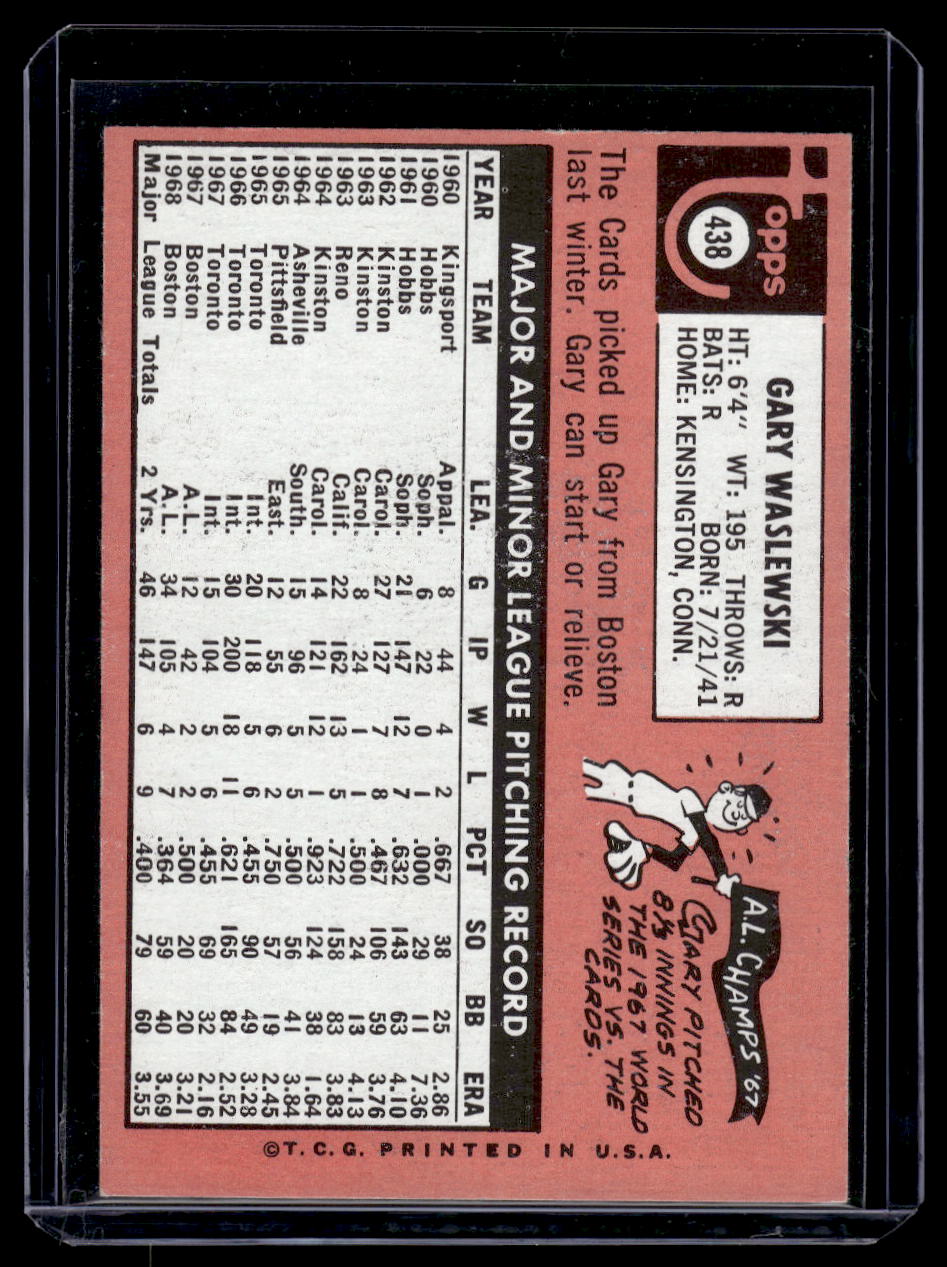 Topps
438
GARY WASLEWSKI
HT: 6'4" WT: 195 THROWS: R
BATS: R BORN: 7/21/41
HOME: KENSINGTON, CONN.
A.L. CHAMPS '67
GARY PITCHED
8⅓ INNINGS IN
THE 1967 WORLD
SERIES VS. THE
CARDS.
The Cards picked up Gary from Boston
last winter. Gary can start or relieve.
MAJOR AND MINOR LEAGUE PITCHING RECORD
YEAR TEAM LEA. G IP W L PCT SO BB ERA
1960 Kingsport Appal. 8 44 4 2 .667 38 25 2.86
1960 Hobbs Soph. 6 22 0 1 .000 29 11 7.36
1961 Hobbs Soph. 21 147 12 7 .632 143 63 4.10
1962 Kinston Carol. 27 127 7 8 .467 106 59 3.76
1963 Kinston Carol. 8 24 1 1 .500 24 13 4.13
1963 Reno Calif. 22 162 13 5 .722 158 83 3.83
1964 Kinston Carol. 14 121 12 1 .923 124 38 1.64
1964 Asheville South. 15 96 5 5 .500 56 41 3.84
1965 Pittsfield East. 12 55 6 2 .750 57 19 2.45
1965 Toronto Int. 20 118 5 6 .455 90 49 3.28
1966 Toronto Int. 30 200 18 11 .621 165 84 2.52
1967 Toronto Int. 15 104 5 6 .455 69 32 2.16
1967 Boston A.L. 12 42 2 2 .500 20 20 3.21
1968 Boston A.L. 34 105 4 7 .364 59 40 3.69
Major League Totals 2 Yrs. 46 147 6 9 .400 79 60 3.55
©T.C.G. PRINTED IN U.S.A.